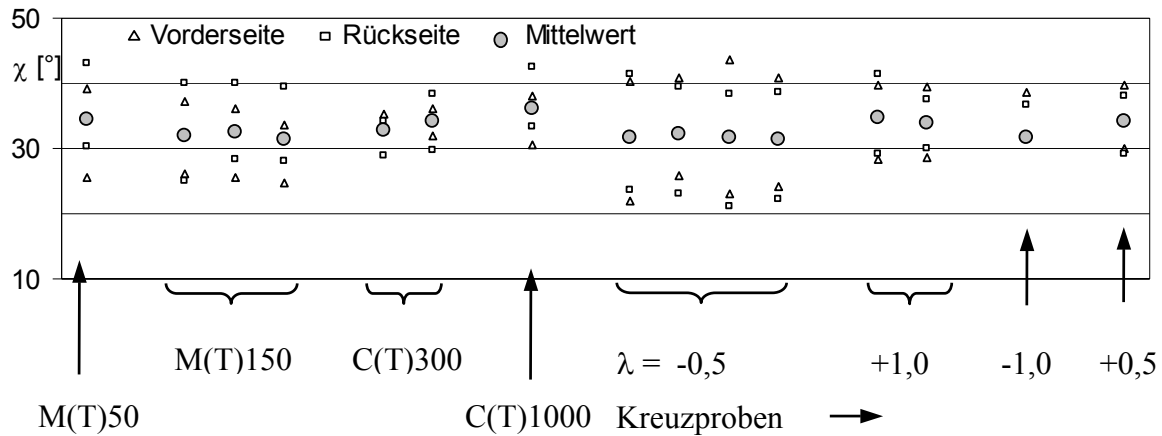 50
Vorderseite Rückseite Mittelwert
χ [°]
30
10
M(T)150 C(T)300 λ = -0,5 +1,0 -1,0 +0,5
M(T)50 C(T)1000 Kreuzproben